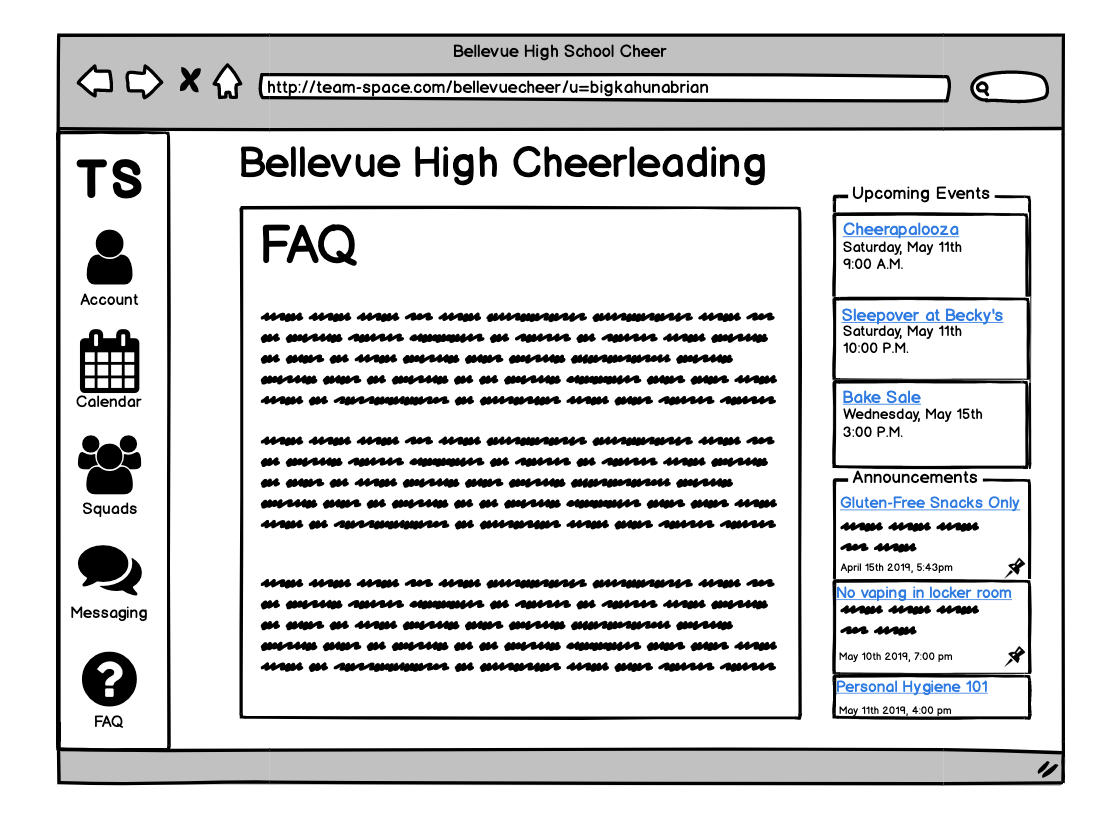 Bellevue High School Cheer
http://team-space.com/bellevuecheer/u=bigkahunabrian
TS
Account
Calendar
Squads
Messaging
FAQ
Bellevue High Cheerleading
FAQ
Upcoming Events
Cheerapalooza
Saturday, May 11th
9:00 A.M.
Sleepover at Becky's
Saturday, May 11th
10:00 P.M.
Bake Sale
Wednesday, May 15th
3:00 P.M.
Announcements
Gluten-Free Snacks Only
April 15th 2019, 5:43pm
No vaping in locker room
May 10th 2019, 7:00 pm
Personal Hygiene 101
May 11th 2019, 4:00 pm